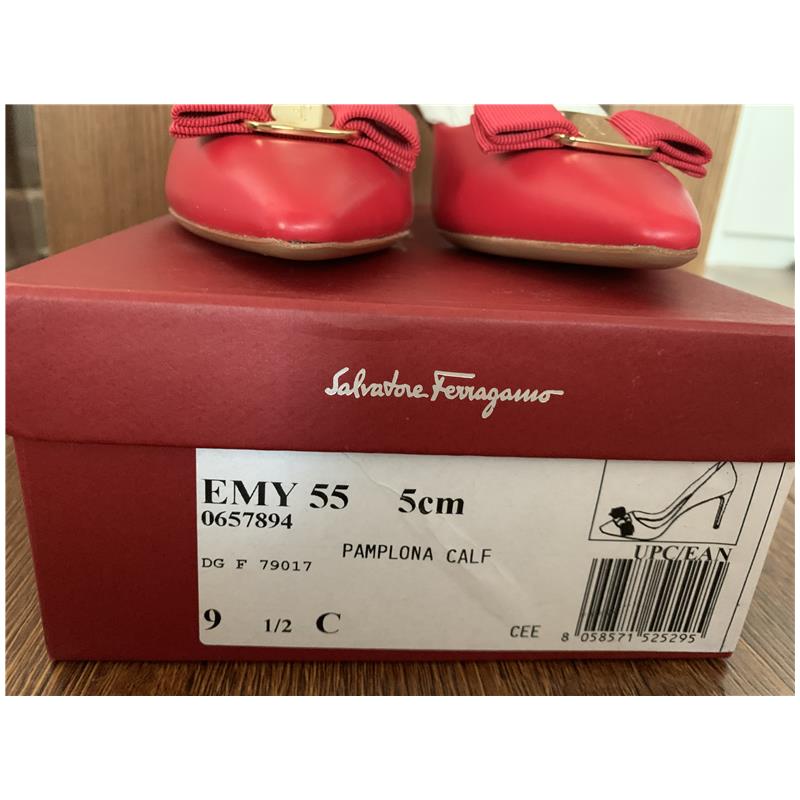 Salvatore Ferragamo
EMY 55 5cm
0657894
PAMPLONA CALF
DG F 79017
UPC/EAN
9 1/2 C
CEE
8 058571 525295